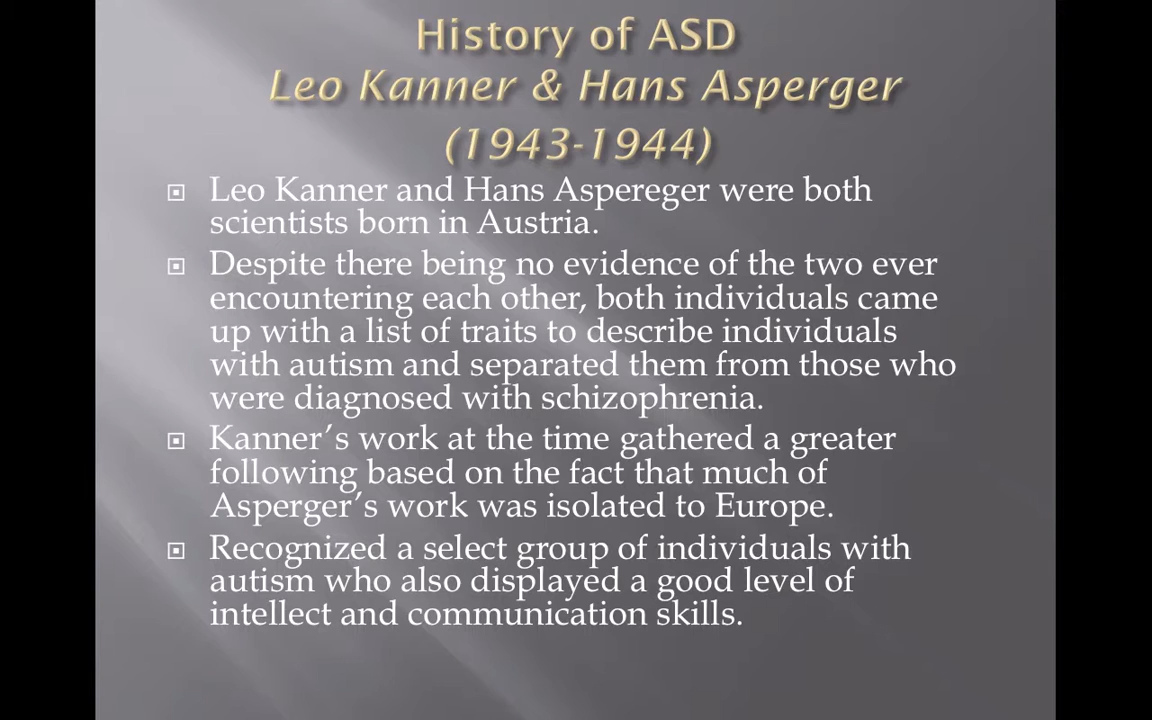 History of ASD
Leo Kanner & Hans Asperger
(1943-1944)
Leo Kanner and Hans Aspereger were both
scientists born in Austria.
Despite there being no evidence of the two ever
encountering each other, both individuals came
up with a list of traits to describe individuals
with autism and separated them from those who
were diagnosed with schizophrenia.
Kanner’s work at the time gathered a greater
following based on the fact that much of
Asperger’s work was isolated to Europe.
Recognized a select group of individuals with
autism who also displayed a good level of
intellect and communication skills.